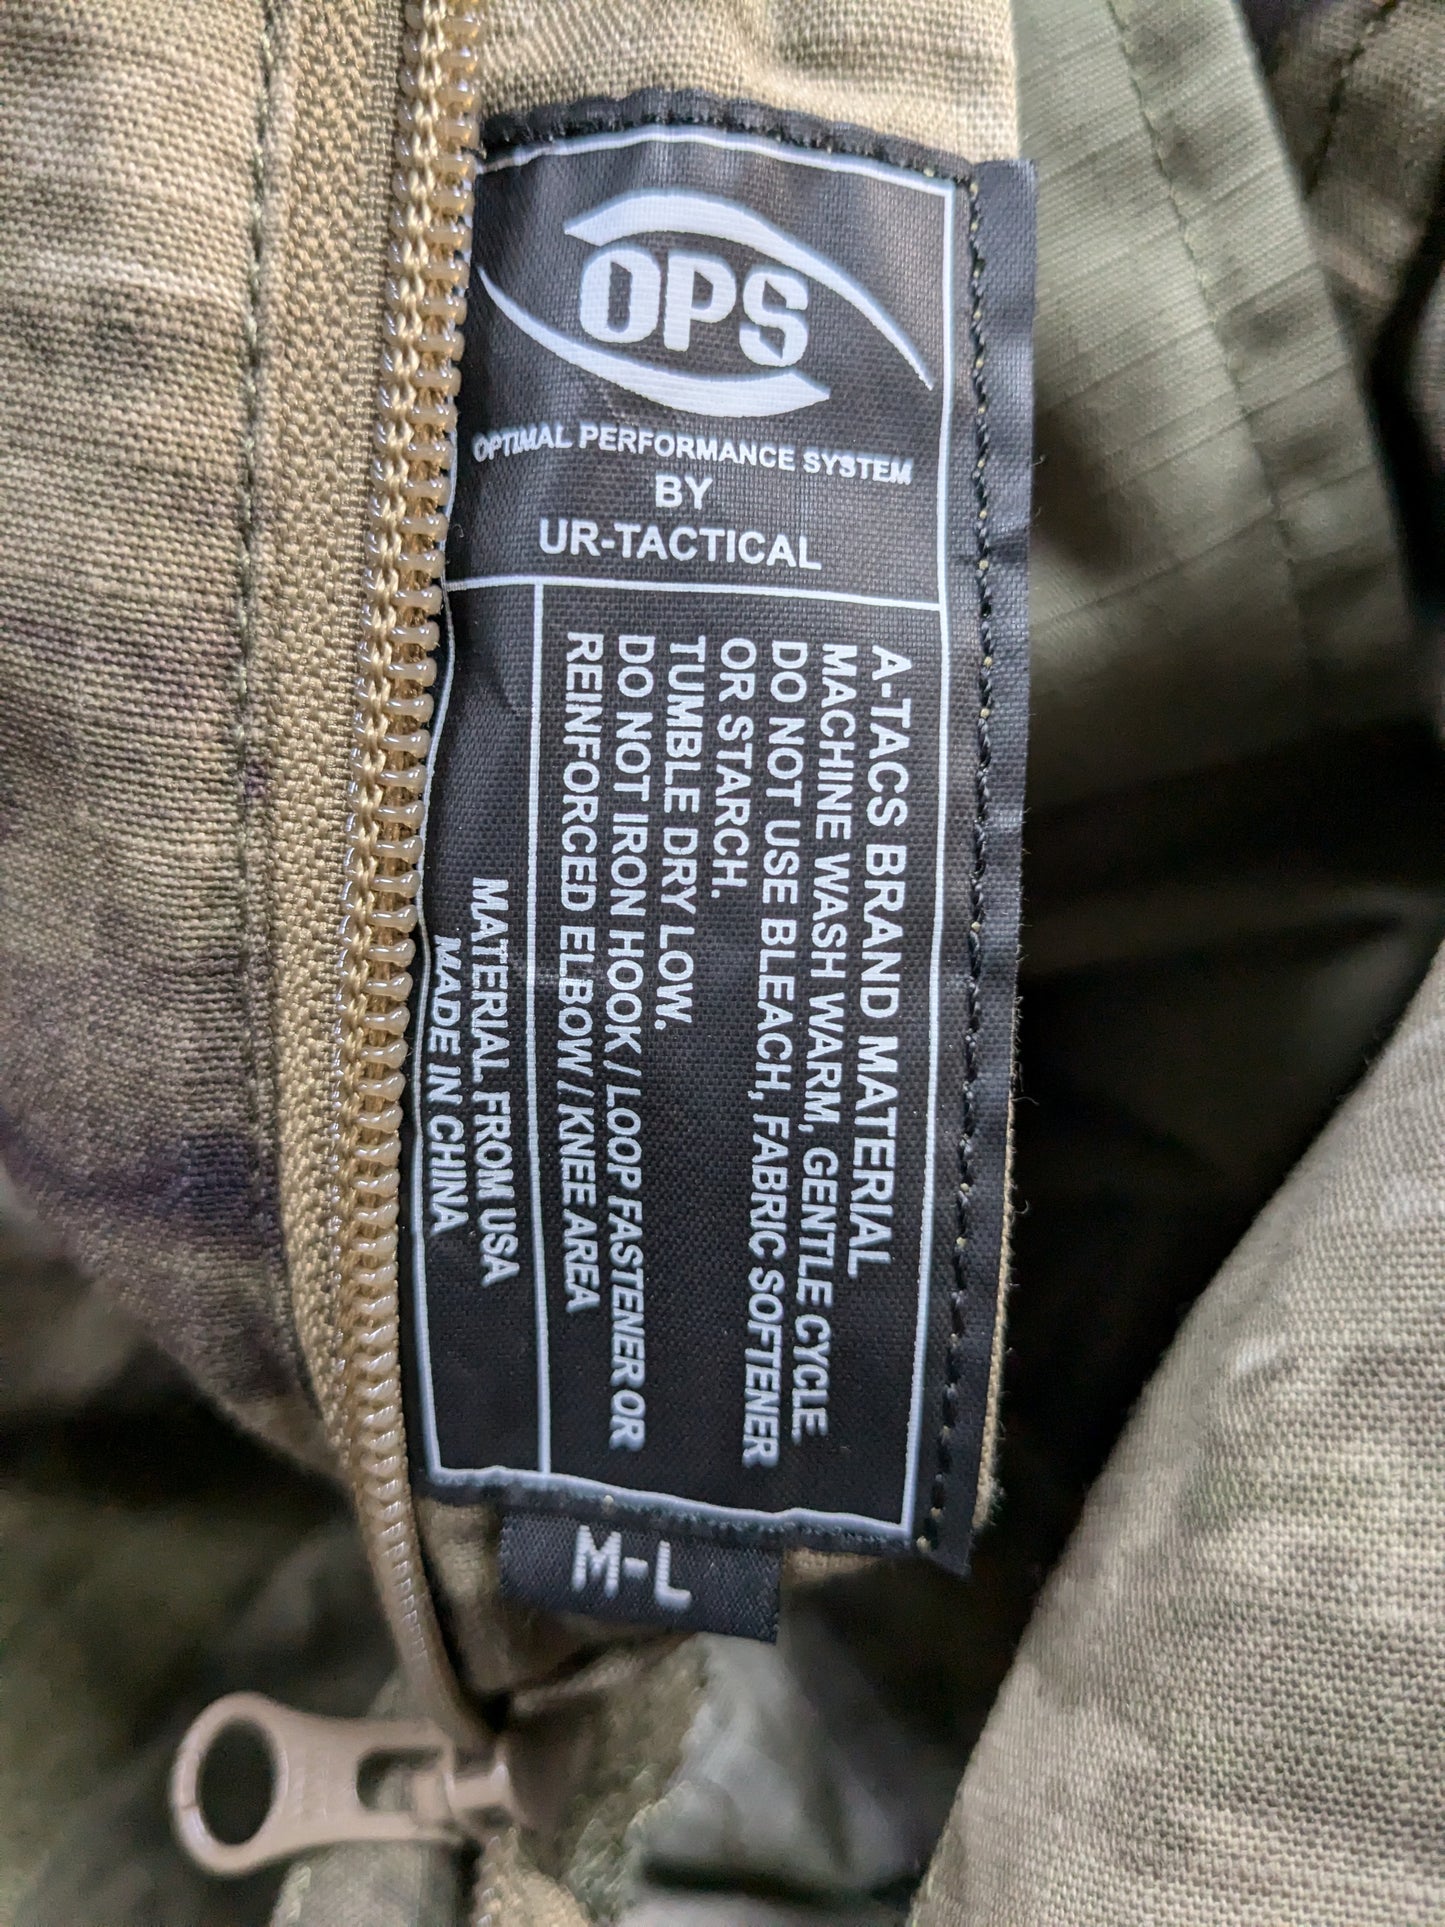 OPS
OPTIMAL PERFORMANCE SYSTEM
BY
UR-TACTICAL
A-TACS BRAND MATERIAL
MACHINE WASH WARM, GENTLE CYCLE.
DO NOT USE BLEACH, FABRIC SOFTENER
OR STARCH.
TUMBLE DRY LOW.
DO NOT IRON HOOK / LOOP FASTENER OR
REINFORCED ELBOW / KNEE AREA
MATERIAL FROM USA
MADE IN CHINA
M-L